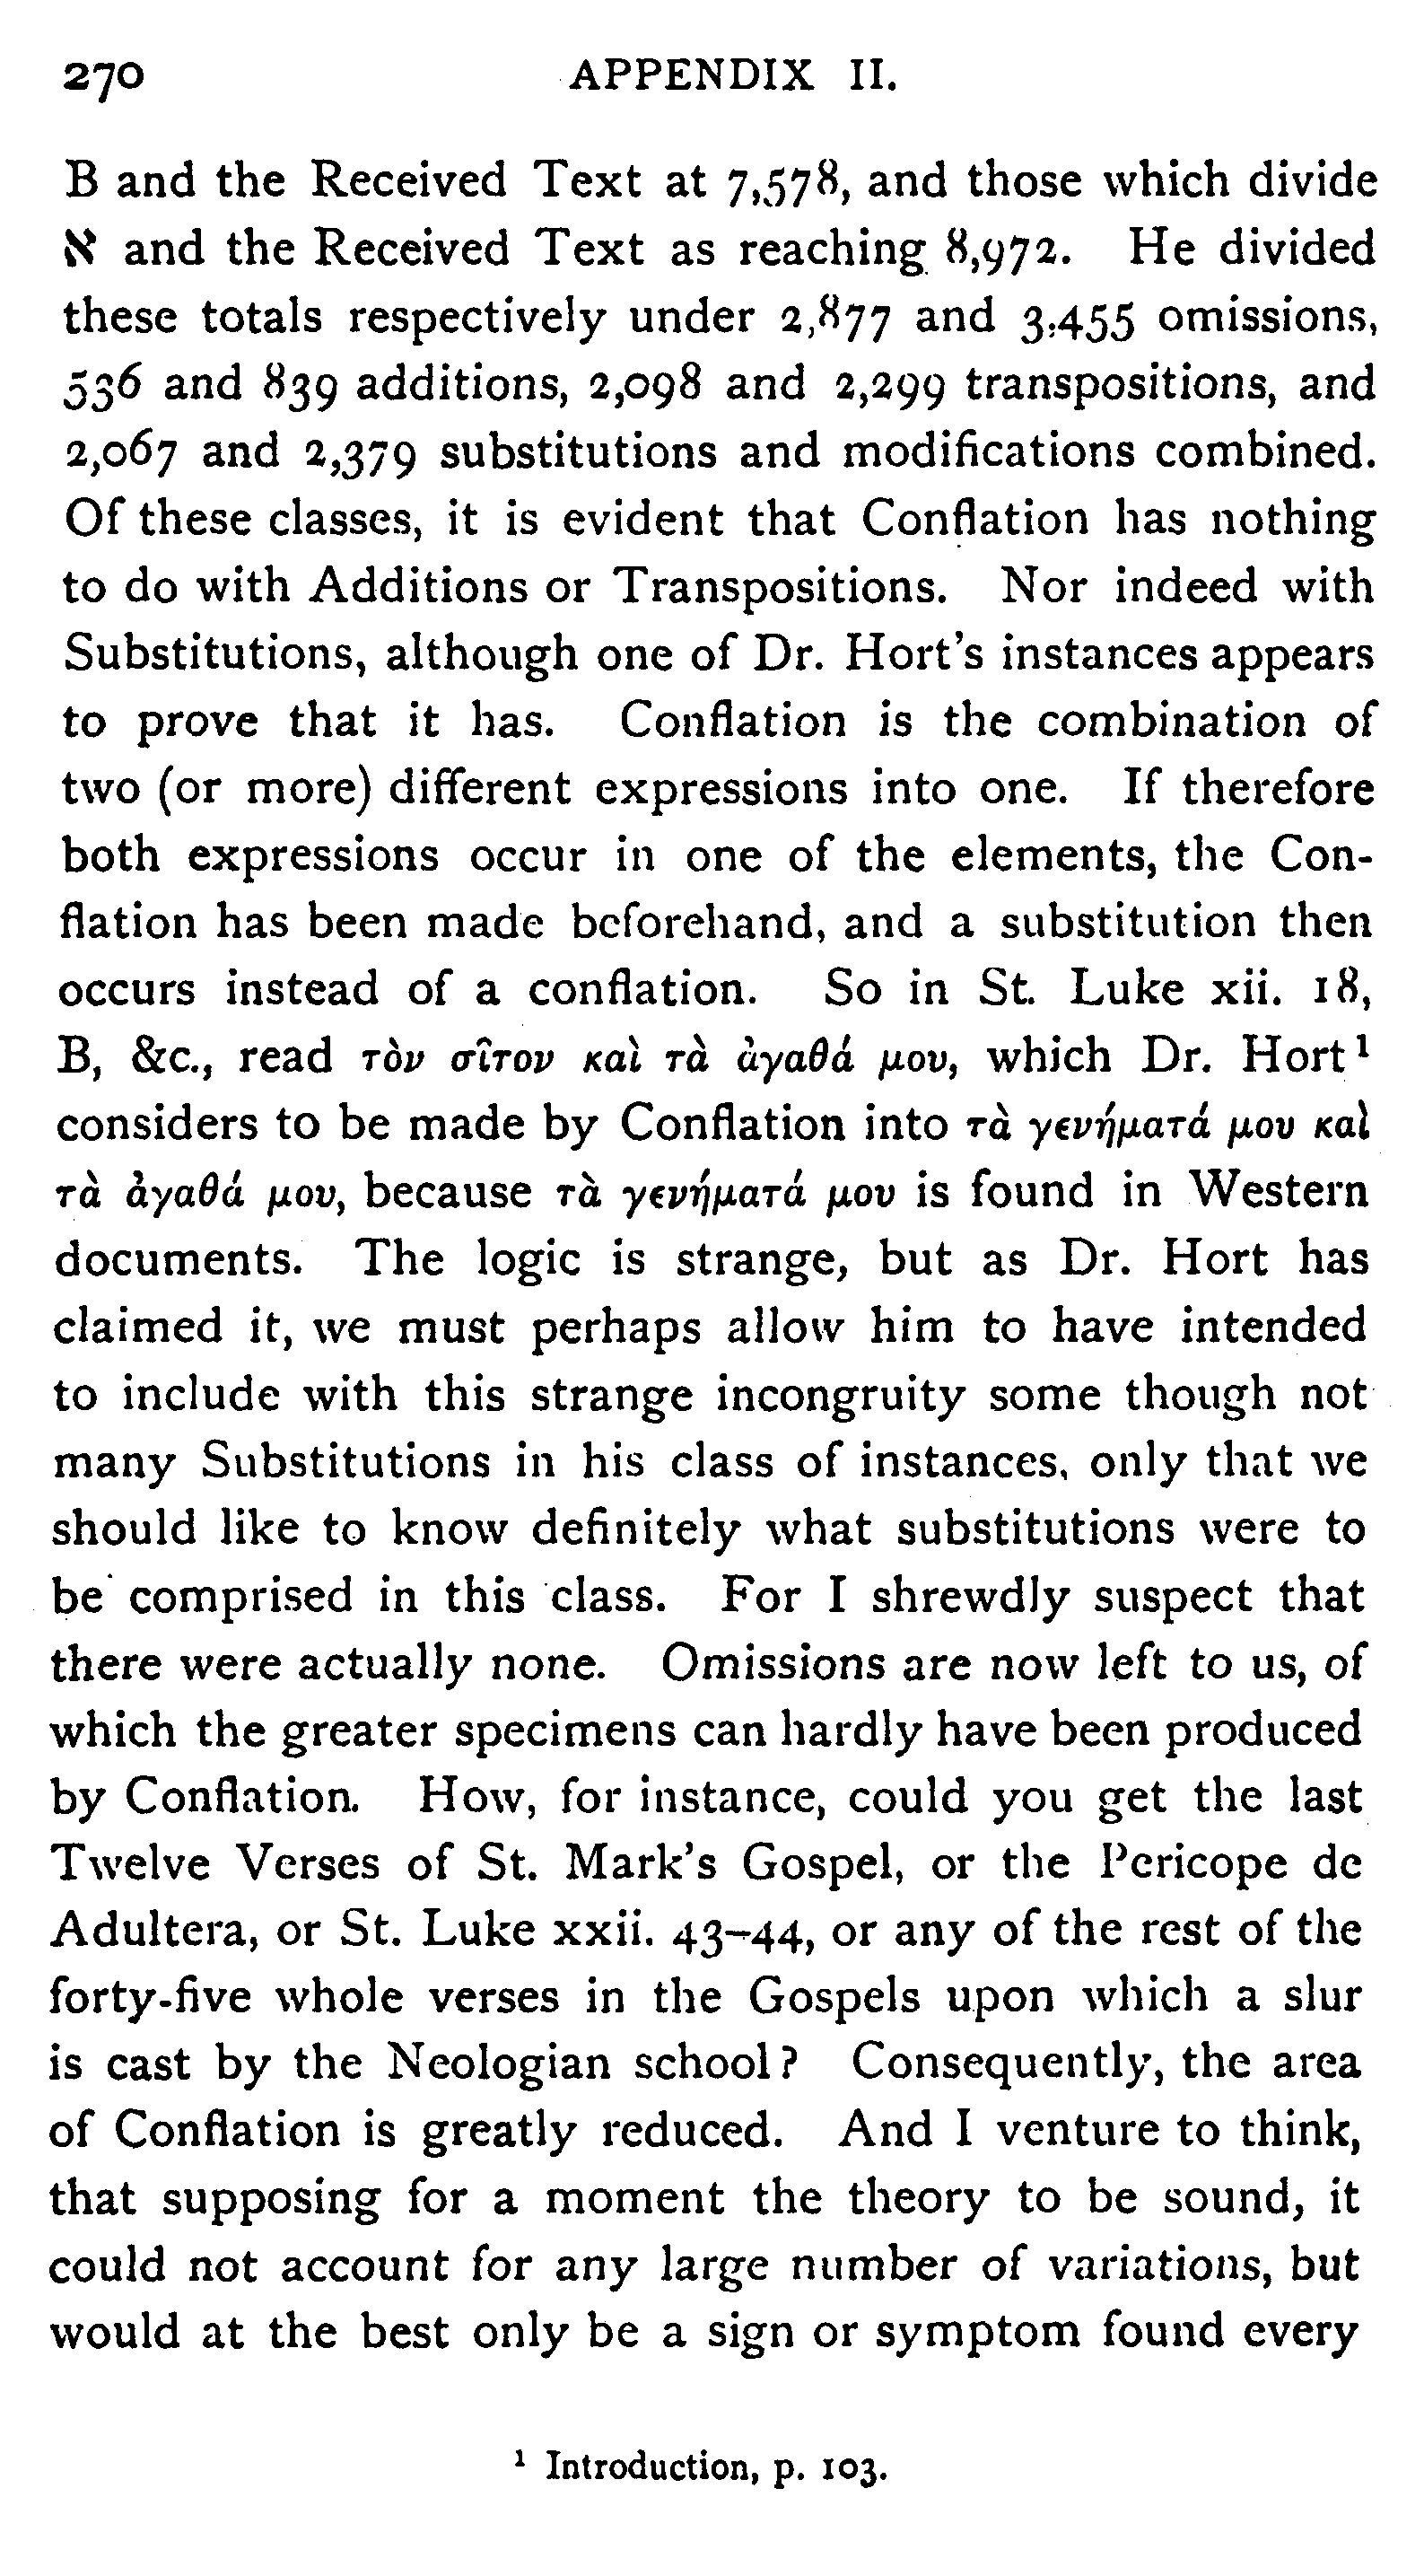 270 APPENDIX II.
B and the Received Text at 7,578, and those which divide
א and the Received Text as reaching 8,972. He divided
these totals respectively under 2,877 and 3,455 omissions,
536 and 839 additions, 2,098 and 2,299 transpositions, and
2,067 and 2,379 substitutions and modifications combined.
Of these classes, it is evident that Conflation has nothing
to do with Additions or Transpositions. Nor indeed with
Substitutions, although one of Dr. Hort's instances appears
to prove that it has. Conflation is the combination of
two (or more) different expressions into one. If therefore
both expressions occur in one of the elements, the Con-
flation has been made beforehand, and a substitution then
occurs instead of a conflation. So in St. Luke xii. 18,
B, &c., read τὸν σῖτον καὶ τὰ ἀγαθά μου, which Dr. Hort ¹
considers to be made by Conflation into τὰ γενήματά μου καὶ
τὰ ἀγαθά μου, because τὰ γενήματά μου is found in Western
documents. The logic is strange, but as Dr. Hort has
claimed it, we must perhaps allow him to have intended
to include with this strange incongruity some though not
many Substitutions in his class of instances, only that we
should like to know definitely what substitutions were to
be comprised in this class. For I shrewdly suspect that
there were actually none. Omissions are now left to us, of
which the greater specimens can hardly have been produced
by Conflation. How, for instance, could you get the last
Twelve Verses of St. Mark's Gospel, or the Pericope de
Adultera, or St. Luke xxii. 43–44, or any of the rest of the
forty-five whole verses in the Gospels upon which a slur
is cast by the Neologian school? Consequently, the area
of Conflation is greatly reduced. And I venture to think,
that supposing for a moment the theory to be sound, it
could not account for any large number of variations, but
would at the best only be a sign or symptom found every
¹ Introduction, p. 103.